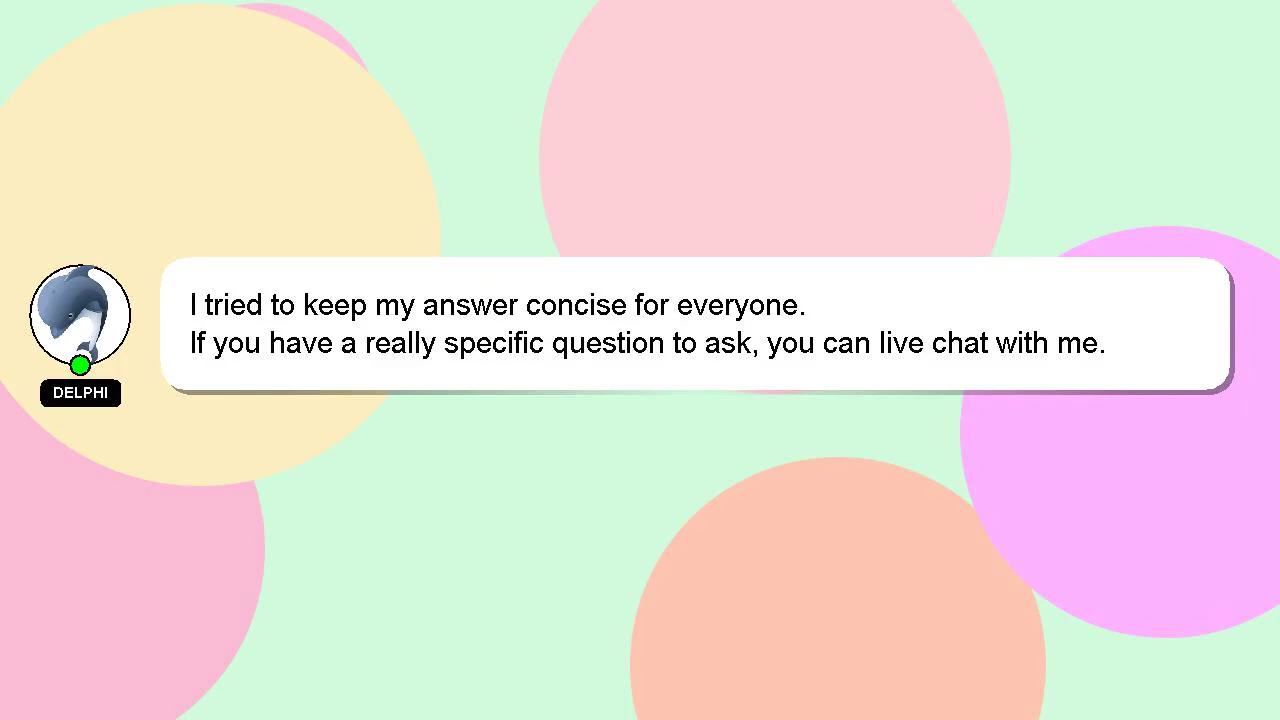 I tried to keep my answer concise for everyone.
If you have a really specific question to ask, you can live chat with me.
DELPHI